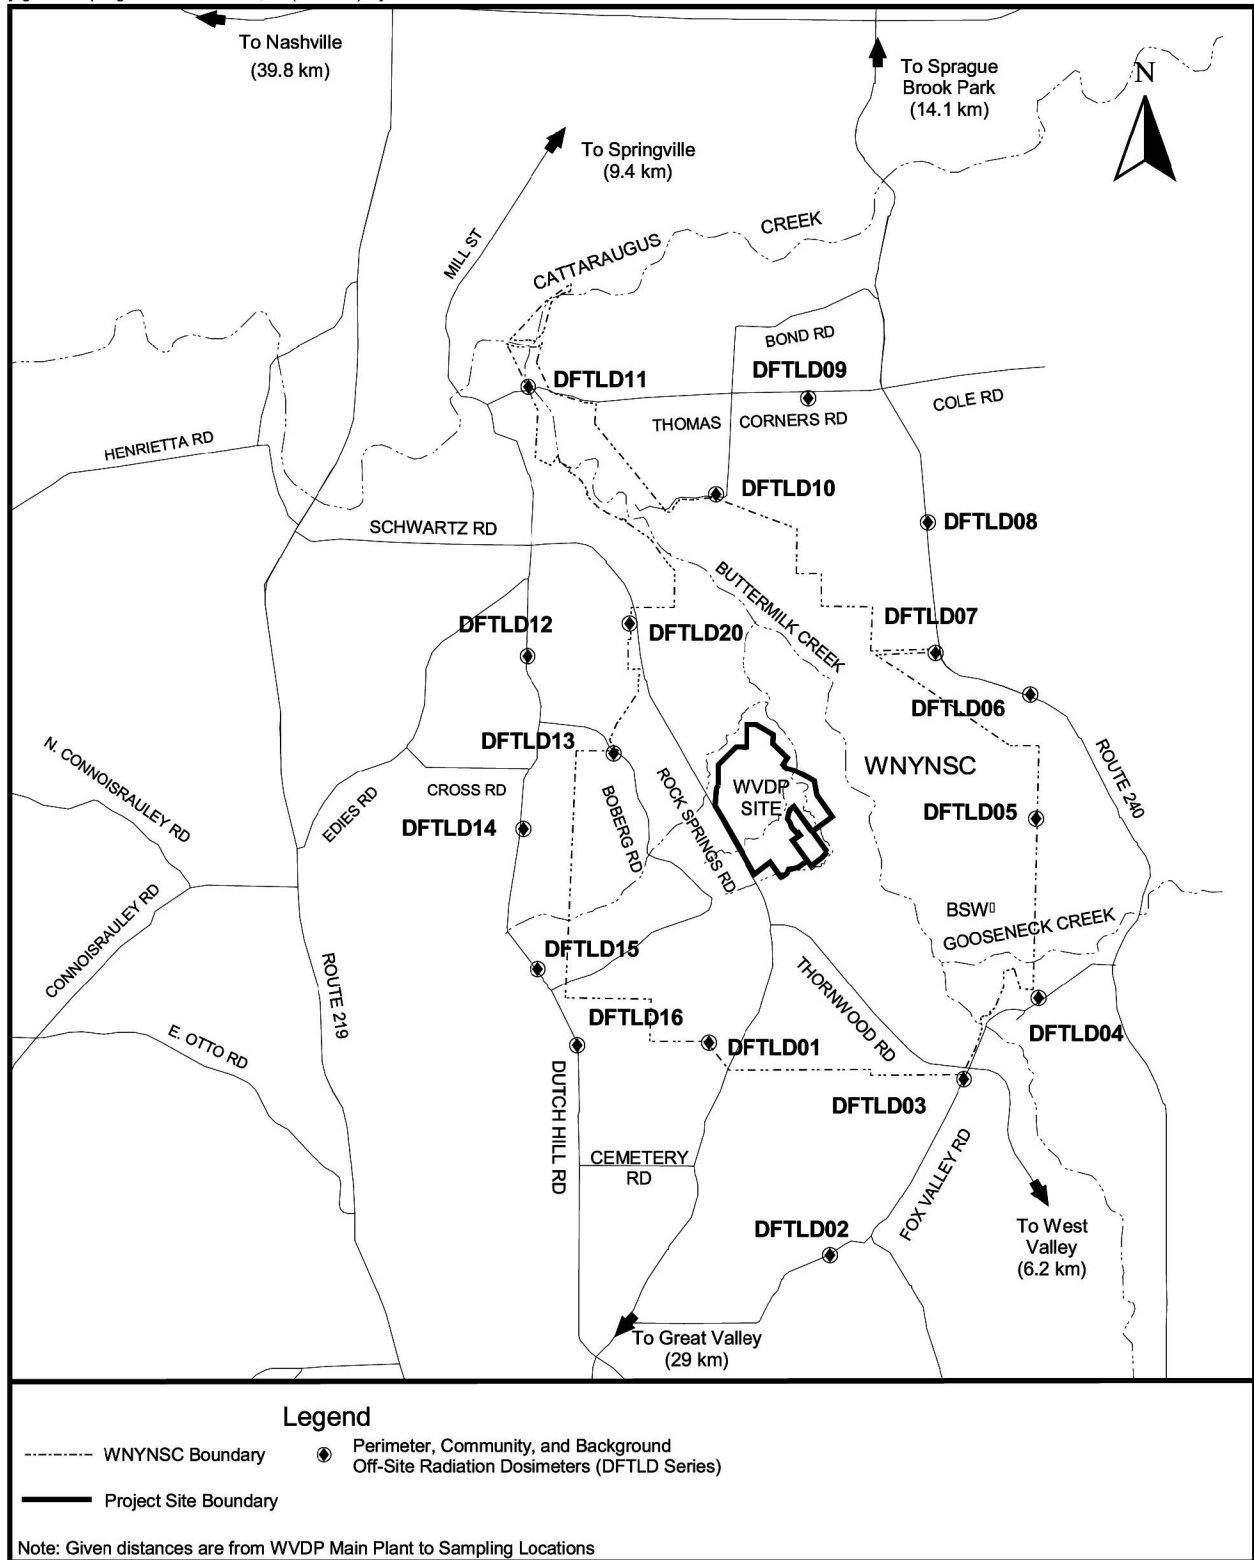 To Nashville
(39.8 km)
To Sprague
Brook Park
(14.1 km)
N
To Springville
(9.4 km)
MILL ST
CATTARAUGUS CREEK
BOND RD
DFTLD09
DFTLD11
COLE RD
THOMAS CORNERS RD
HENRIETTA RD
DFTLD10
SCHWARTZ RD
DFTLD08
BUTTERMILK CREEK
DFTLD07
DFTLD12
DFTLD20
DFTLD06
DFTLD13
N. CONNOISRAULEY RD
ROUTE 240
WNYNSC
WVDP
SITE
CROSS RD
EDIES RD
BOBERG RD
ROCK SPRINGS RD
DFTLD05
DFTLD14
BSW
GOOSENECK CREEK
CONNOISRAULEY RD
DFTLD15
ROUTE 219
THORNWOOD RD
DFTLD16
DFTLD01
DFTLD04
E. OTTO RD
DFTLD03
DUTCH HILL RD
CEMETERY
RD
FOX VALLEY RD
DFTLD02
To West
Valley
(6.2 km)
To Great Valley
(29 km)
Legend
WNYNSC Boundary
Perimeter, Community, and Background
Off-Site Radiation Dosimeters (DFTLD Series)
Project Site Boundary
Note: Given distances are from WVDP Main Plant to Sampling Locations